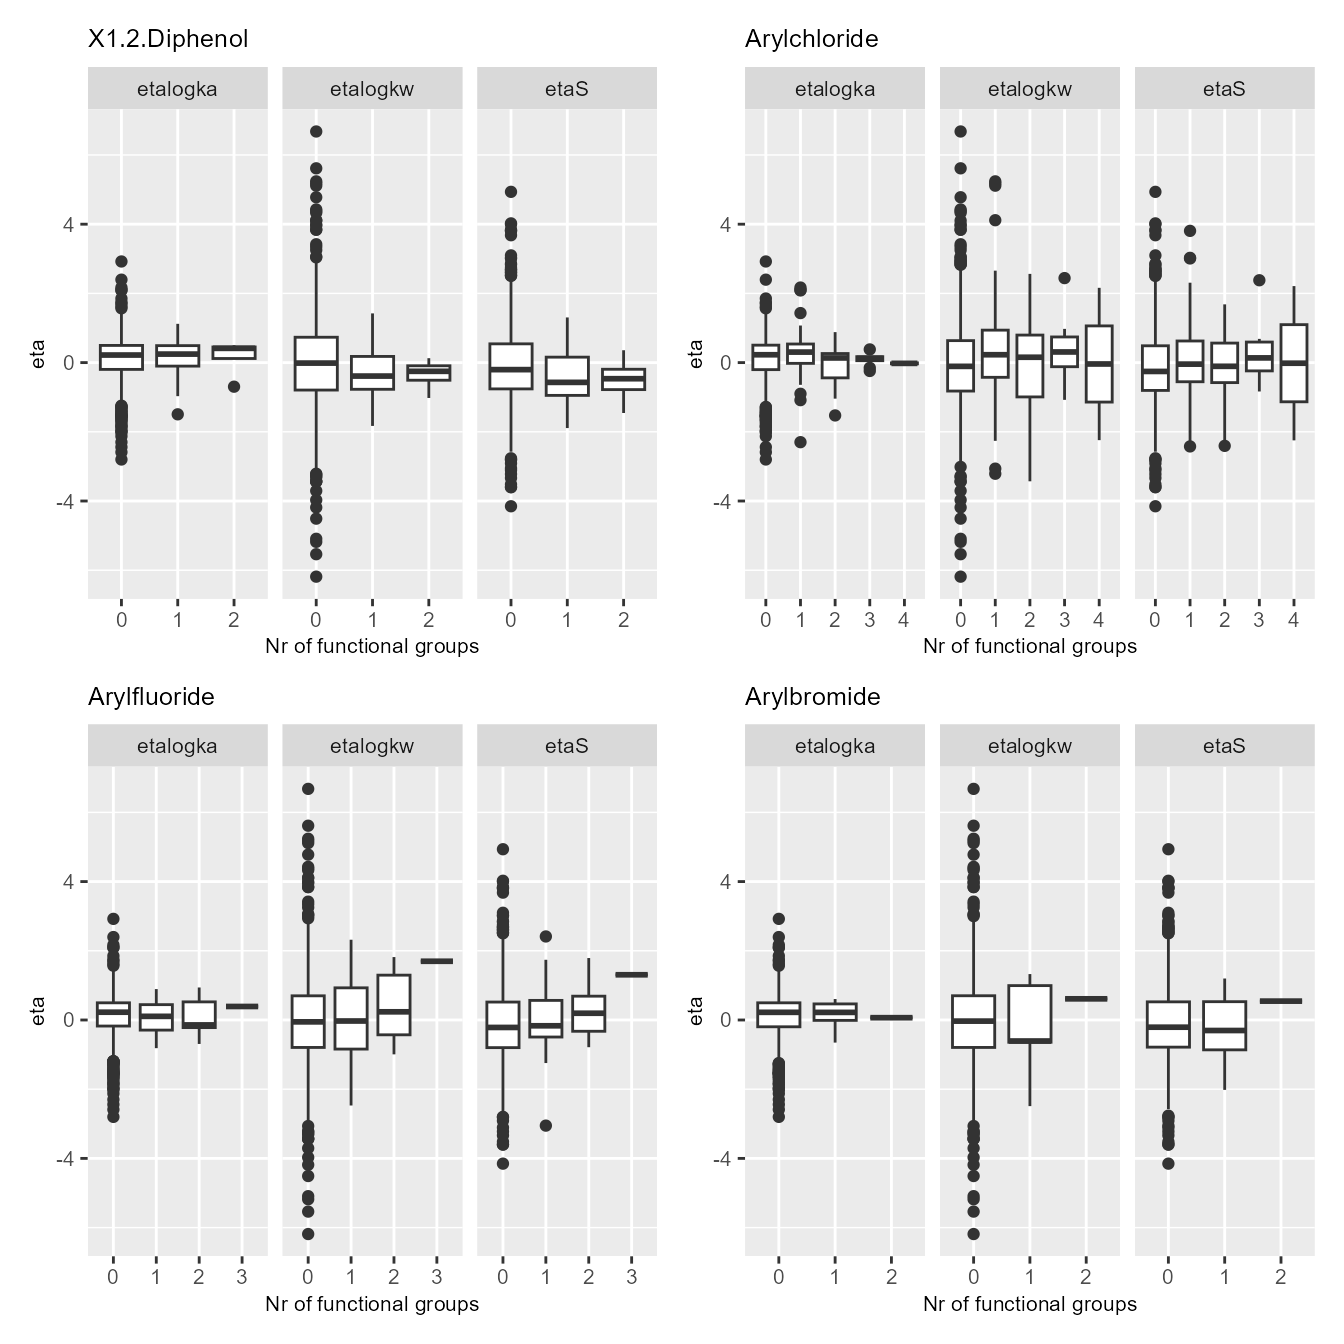 X1.2.Diphenol
etalogka etalogkw etaS
eta
4
0
-4
0 1 2 0 1 2 0 1 2
Nr of functional groups
Arylchloride
etalogka etalogkw etaS
eta
4
0
-4
0 1 2 3 4 0 1 2 3 4 0 1 2 3 4
Nr of functional groups
Arylfluoride
etalogka etalogkw etaS
eta
4
0
-4
0 1 2 3 0 1 2 3 0 1 2 3
Nr of functional groups
Arylbromide
etalogka etalogkw etaS
eta
4
0
-4
0 1 2 0 1 2 0 1 2
Nr of functional groups